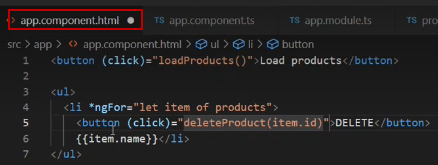 app.component.html app.component.ts app.module.ts pro
src > app > app.component.html > ul > li > button
1 <button (click)="loadProducts()">Load products</button>
2
3 <ul>
4 <li *ngFor="let item of products">
5 <button (click)="deleteProduct(item.id)">DELETE</button>
6 {{item.name}}</li>
7 </ul>